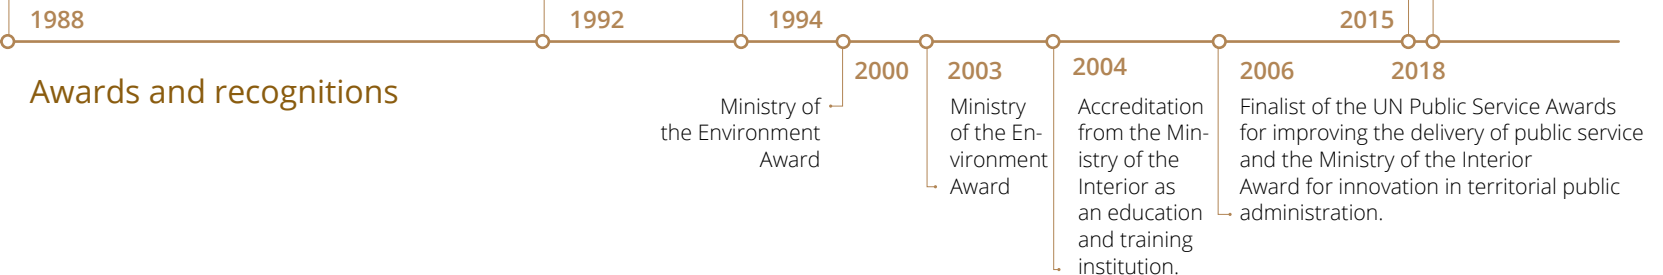 1988
1992
1994
2015
Awards and recognitions
2000
Ministry of
the Environment
Award
2003
Ministry
of the En-
vironment
Award
2004
Accreditation
from the Min-
istry of the
Interior as
an education
and training
institution.
2006
Finalist of the UN Public Service Awards
for improving the delivery of public service
and the Ministry of the Interior
Award for innovation in territorial public
administration.
2018